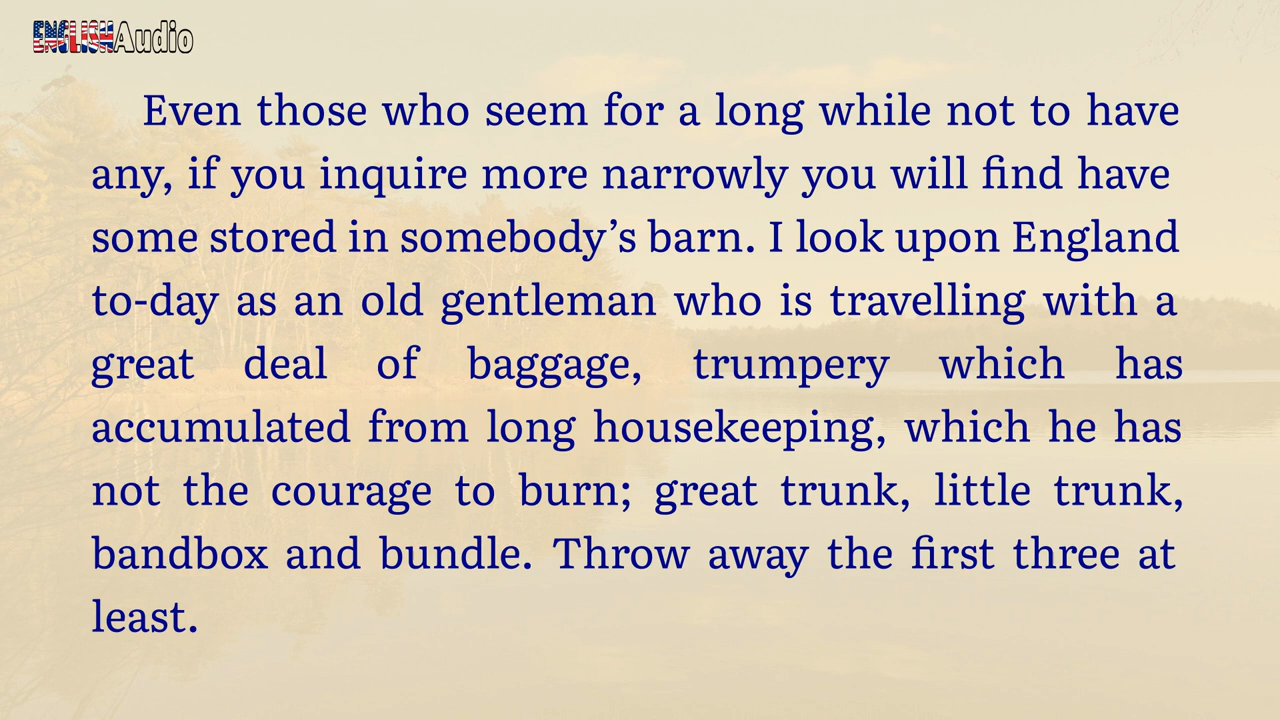 ENGLISHAudio
Even those who seem for a long while not to have
any, if you inquire more narrowly you will find have
some stored in somebody’s barn. I look upon England
to-day as an old gentleman who is travelling with a
great deal of baggage, trumpery which has
accumulated from long housekeeping, which he has
not the courage to burn; great trunk, little trunk,
bandbox and bundle. Throw away the first three at
least.